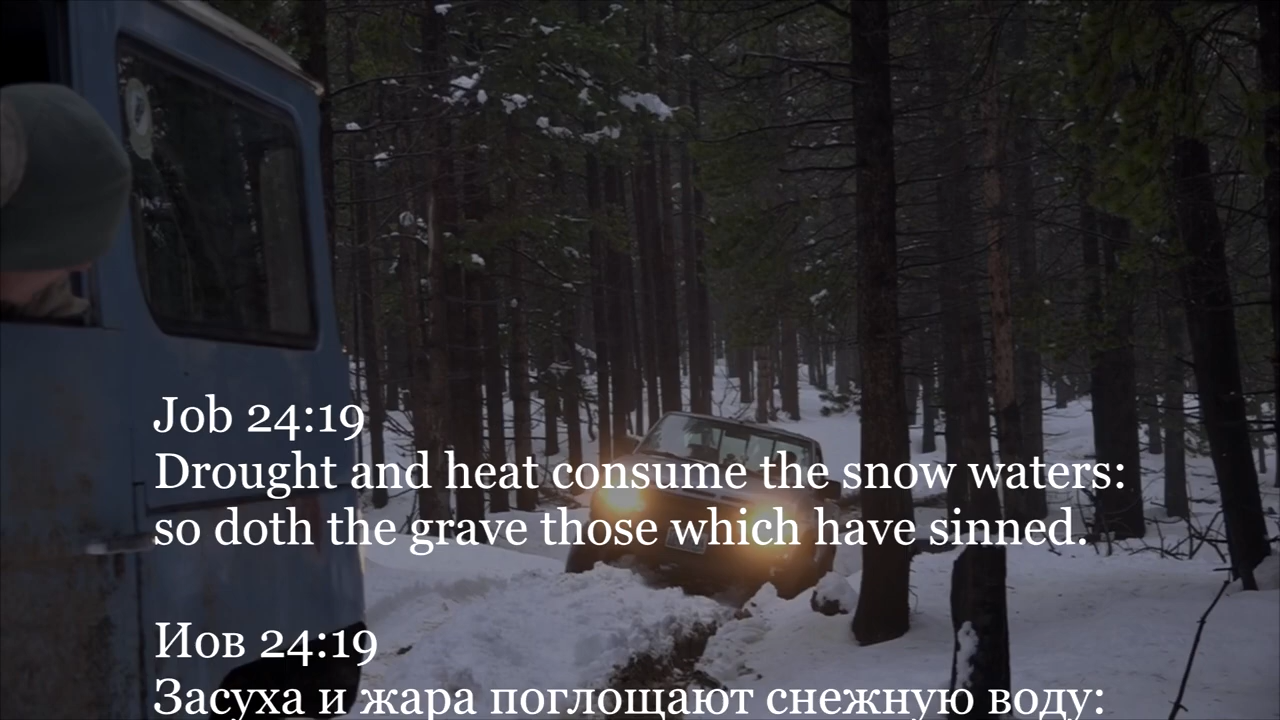 Job 24:19
Drought and heat consume the snow waters:
so doth the grave those which have sinned.
Иов 24:19
Засуха и жара поглощают снежную воду: